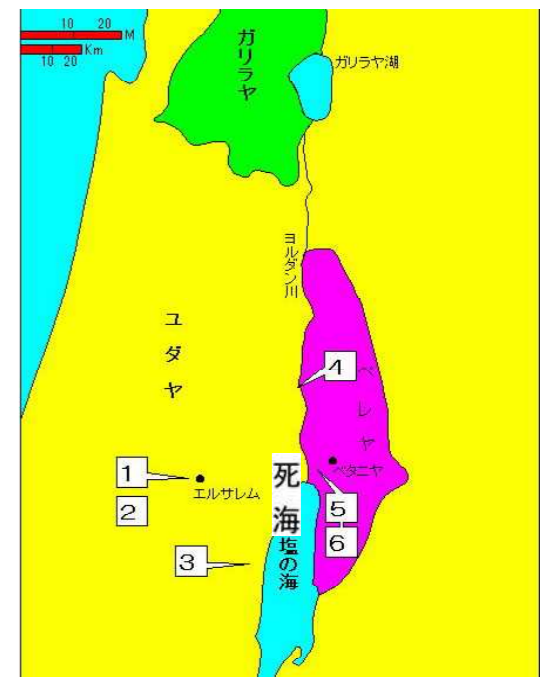 10 20
M
Km
10 20
ガリラヤ
ガリラヤ湖
ヨルダン川
ユダヤ
4
ペレヤ
1
エルサレム
2
死海
ベタニヤ
5
6
3
塩の海